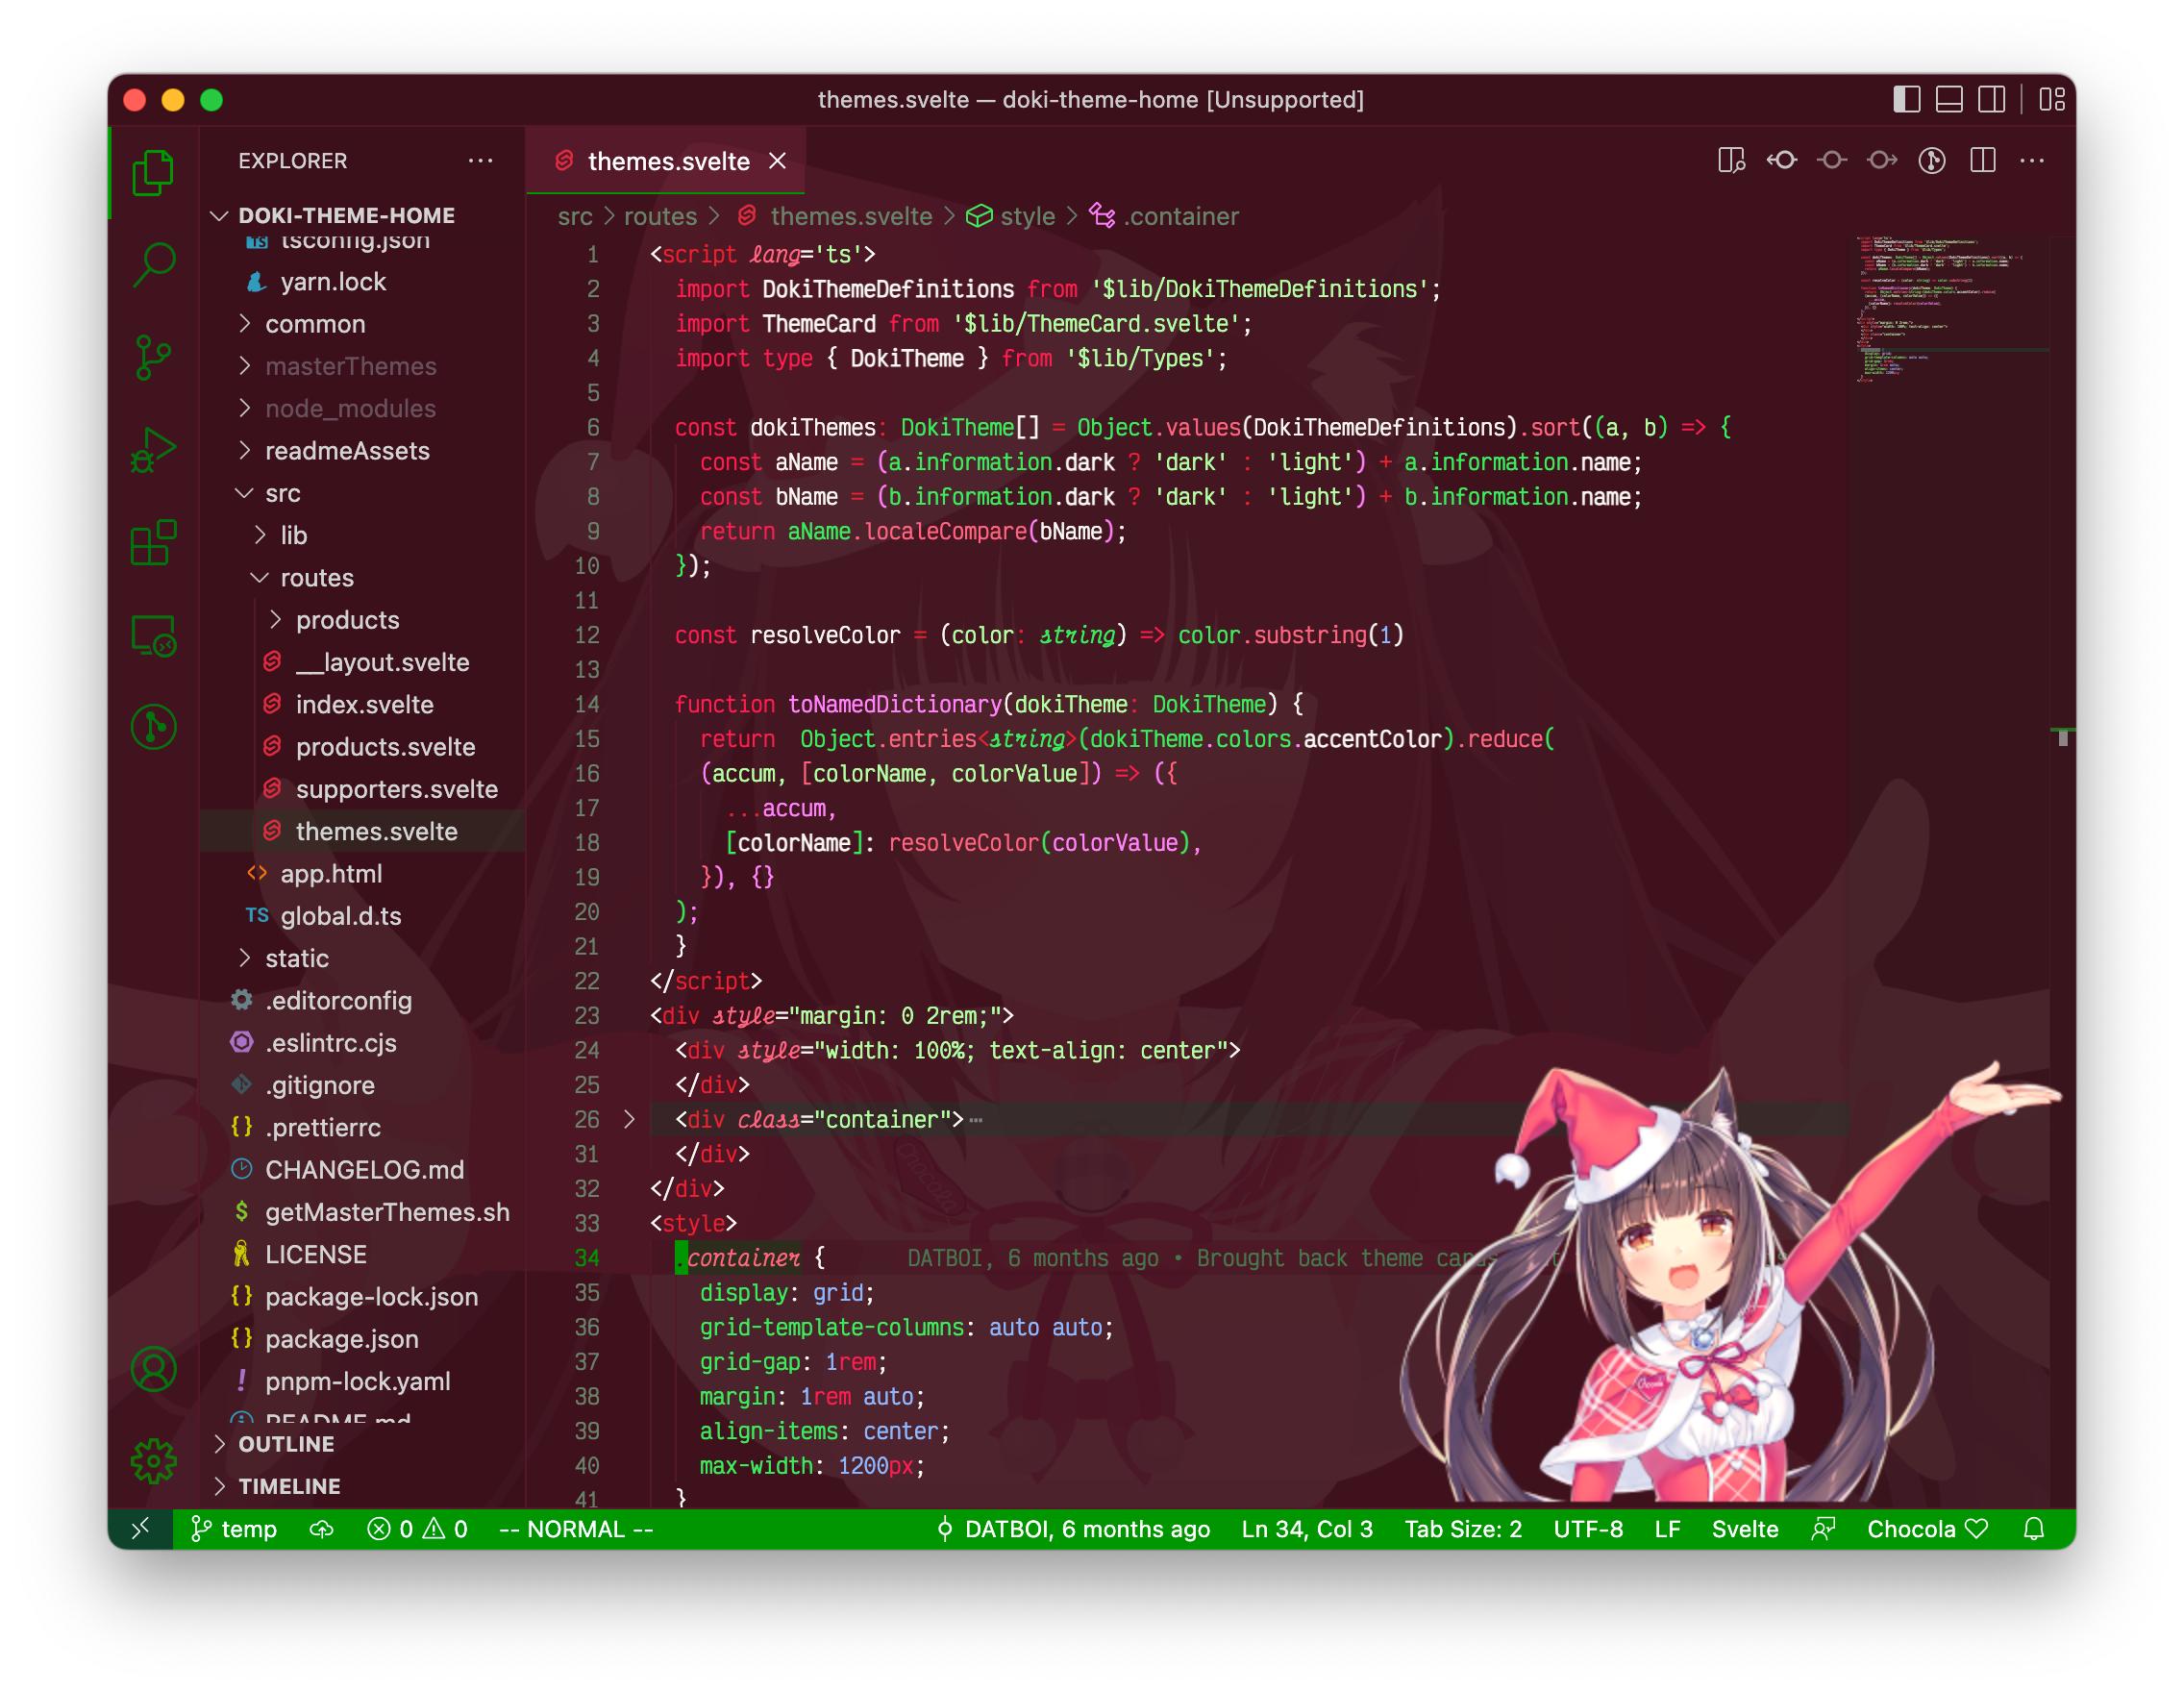 themes.svelte — doki-theme-home [Unsupported]
EXPLORER
DOKI-THEME-HOME
tsconfig.json
yarn.lock
common
masterThemes
node_modules
readmeAssets
src
lib
routes
products
__layout.svelte
index.svelte
products.svelte
supporters.svelte
themes.svelte
app.html
TS global.d.ts
static
.editorconfig
.eslintrc.cjs
.gitignore
{} .prettierrc
CHANGELOG.md
$ getMasterThemes.sh
LICENSE
{} package-lock.json
{} package.json
! pnpm-lock.yaml
README.md
OUTLINE
TIMELINE
themes.svelte
src > routes > themes.svelte > style > .container
1 <script lang='ts'>
2 import DokiThemeDefinitions from '$lib/DokiThemeDefinitions';
3 import ThemeCard from '$lib/ThemeCard.svelte';
4 import type { DokiTheme } from '$lib/Types';
5
6 const dokiThemes: DokiTheme[] = Object.values(DokiThemeDefinitions).sort((a, b) => {
7 const aName = (a.information.dark ? 'dark' : 'light') + a.information.name;
8 const bName = (b.information.dark ? 'dark' : 'light') + b.information.name;
9 return aName.localeCompare(bName);
10 });
11
12 const resolveColor = (color: string) => color.substring(1)
13
14 function toNamedDictionary(dokiTheme: DokiTheme) {
15 return Object.entries<string>(dokiTheme.colors.accentColor).reduce(
16 (accum, [colorName, colorValue]) => ({
17 ...accum,
18 [colorName]: resolveColor(colorValue),
19 }), {}
20 );
21 }
22 </script>
23 <div style="margin: 0 2rem;">
24 <div style="width: 100%; text-align: center">
25 </div>
26 <div class="container">…
31 </div>
32 </div>
33 <style>
34 .container { DATBOI, 6 months ago • Brought back theme cards
35 display: grid;
36 grid-template-columns: auto auto;
37 grid-gap: 1rem;
38 margin: 1rem auto;
39 align-items: center;
40 max-width: 1200px;
41 }
Chocola
temp 0 0 -- NORMAL -- DATBOI, 6 months ago Ln 34, Col 3 Tab Size: 2 UTF-8 LF Svelte Chocola ♡